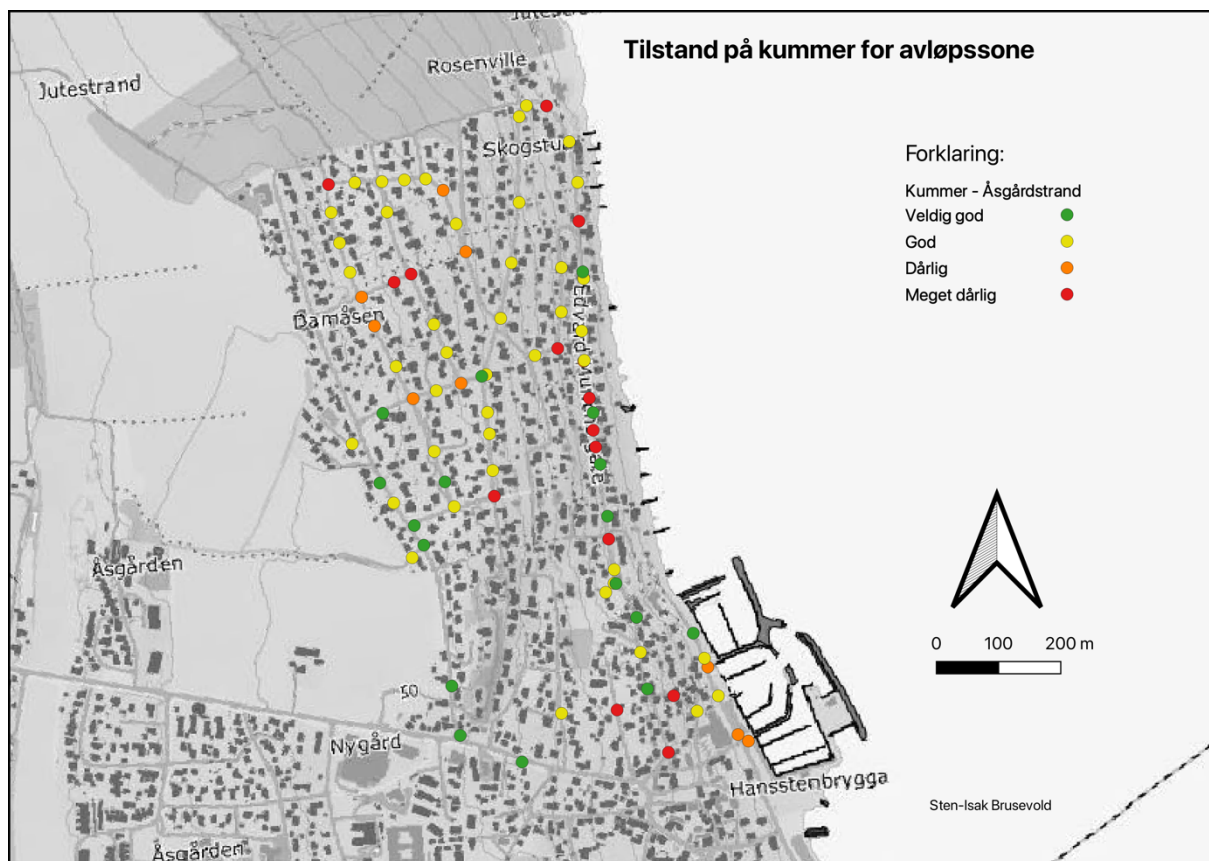 Jutestrand
Tilstand på kummer for avløpssone
Rosenville
Jutestrand
Skogstu
Forklaring:
Kummer - Åsgårdstrand
Veldig god
God
Dårlig
Meget dårlig
Damåsen
Edvard Munchs gate
Åsgården
0 100 200 m
50
Nygård
Hansstenbrygga
Sten-Isak Brusevold
Åsgården